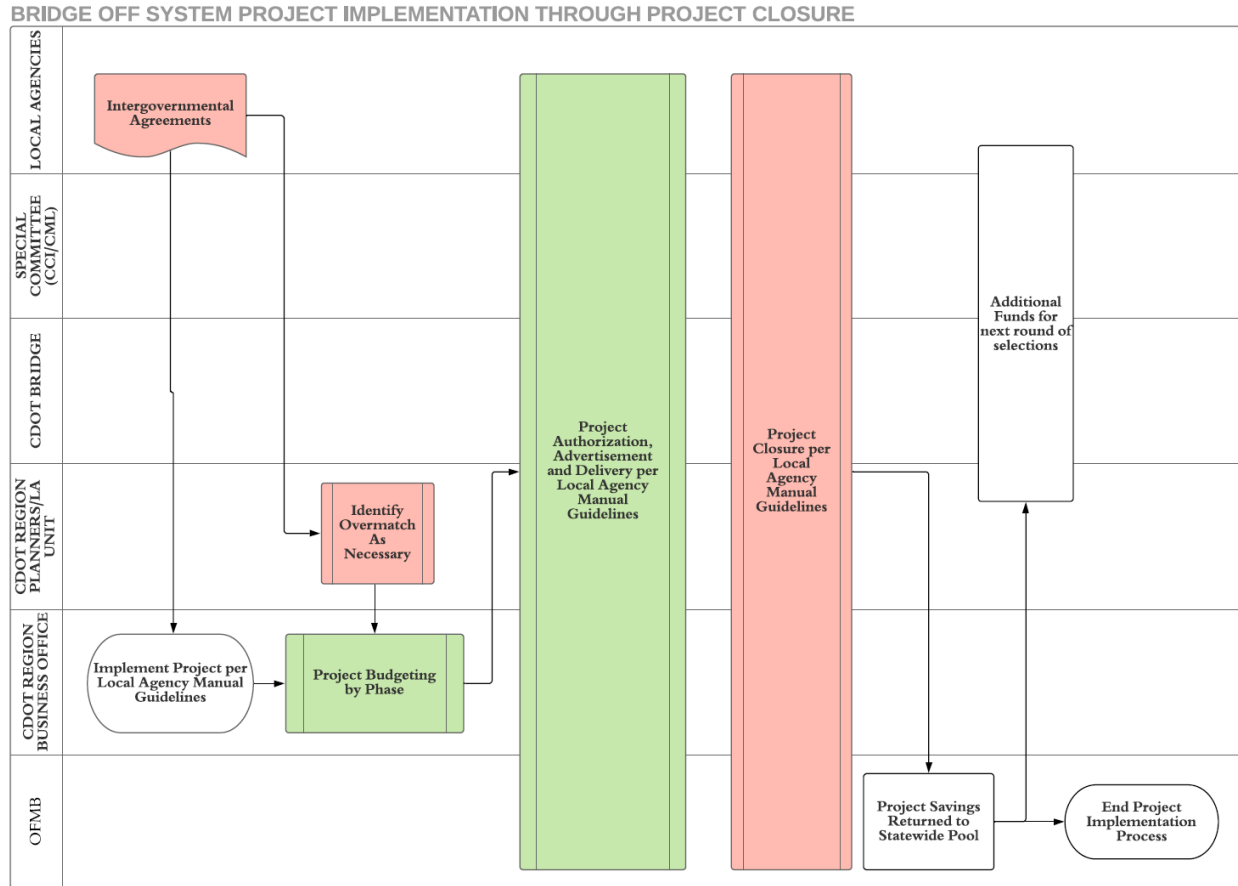 BRIDGE OFF SYSTEM PROJECT IMPLEMENTATION THROUGH PROJECT CLOSURE
LOCAL AGENCIES
Intergovernmental
Agreements
SPECIAL
COMMITTEE
(CCI/CML)
Additional
Funds for
next round of
selections
CDOT BRIDGE
Project
Authorization,
Advertisement
and Delivery per
Local Agency
Manual
Guidelines
Project
Closure per
Local
Agency
Manual
Guidelines
CDOT REGION
PLANNERS/LA
UNIT
Identify
Overmatch
As
Necessary
CDOT REGION
BUSINESS OFFICE
Implement Project per
Local Agency Manual
Guidelines
Project Budgeting
by Phase
OFMB
Project Savings
Returned to
Statewide Pool
End Project
Implementation
Process